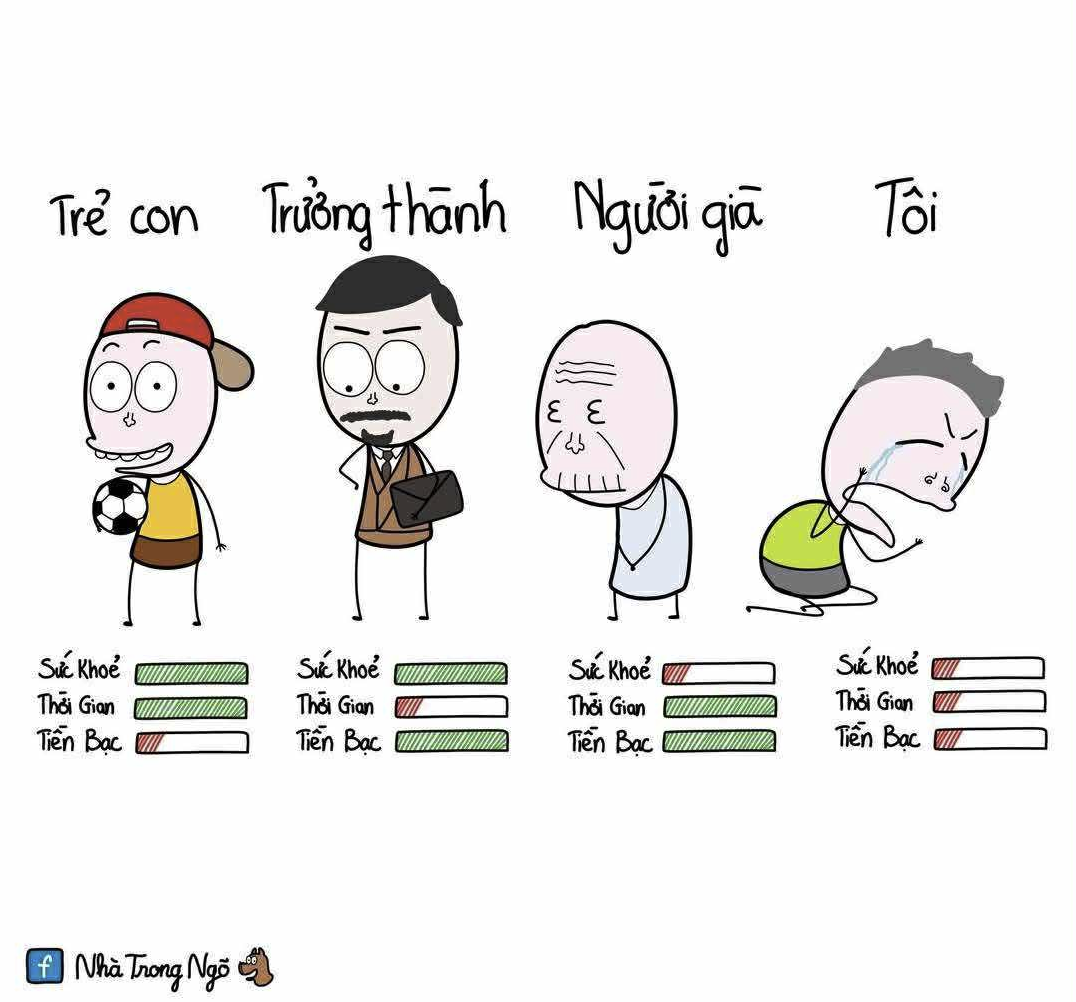 Trẻ con
Trưởng thành
Người già
Tôi
Sức Khoẻ
Thời Gian
Tiền Bạc
Sức Khoẻ
Thời Gian
Tiền Bạc
Sức Khoẻ
Thời Gian
Tiền Bạc
Sức Khoẻ
Thời Gian
Tiền Bạc
f Nhà Trong Ngõ